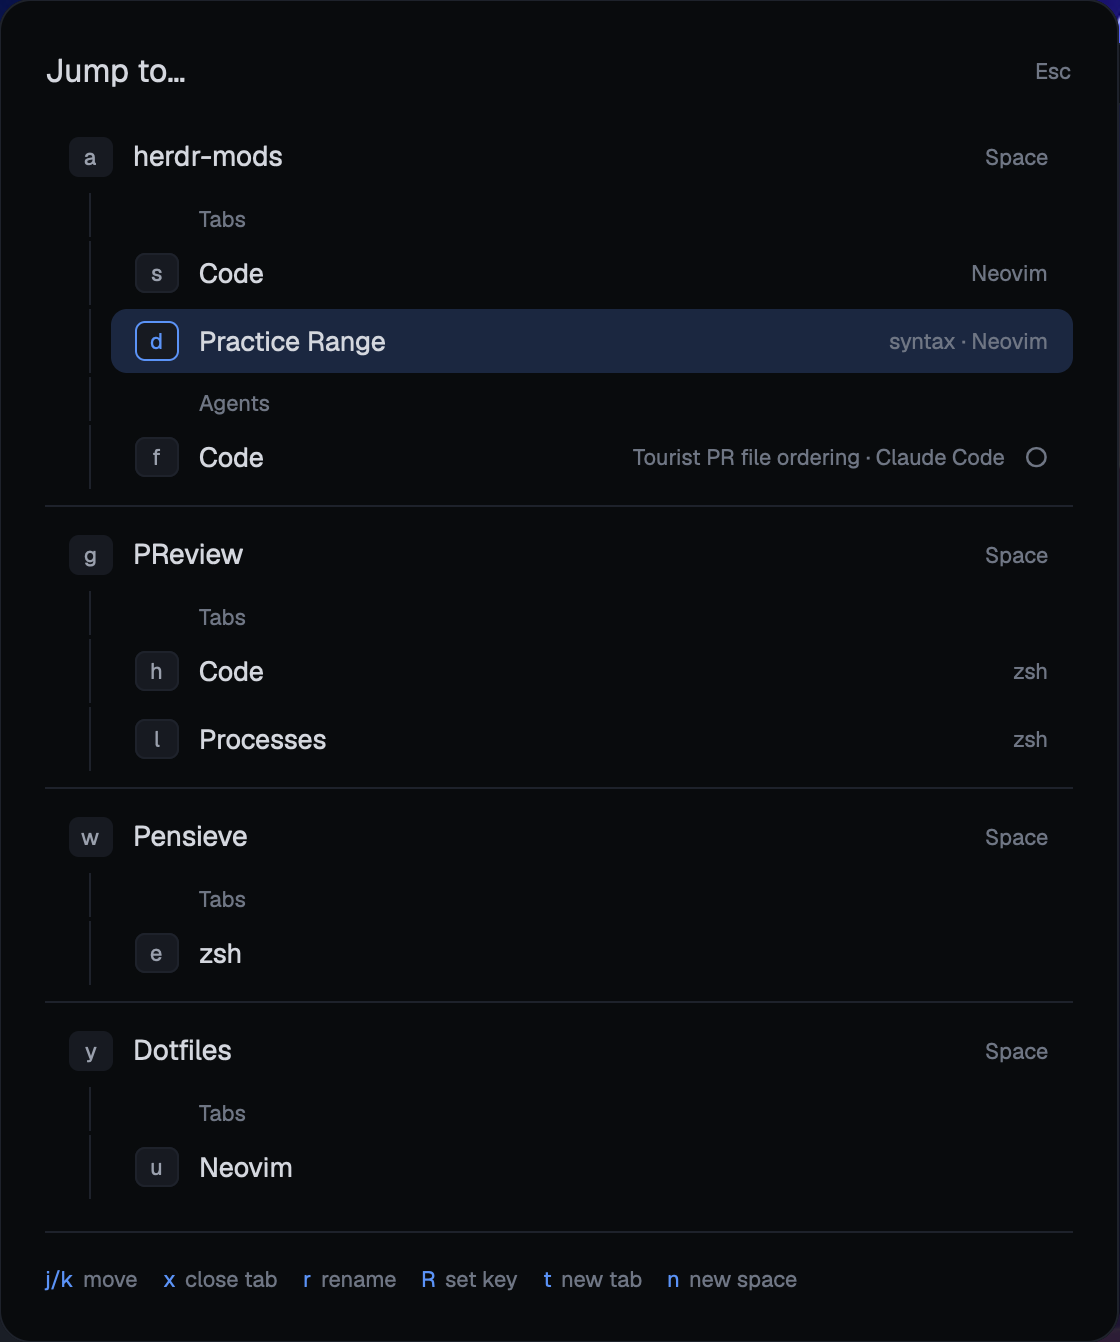 Jump to… Esc
a herdr-mods Space
Tabs
s Code Neovim
d Practice Range syntax · Neovim
Agents
f Code Tourist PR file ordering · Claude Code
g PReview Space
Tabs
h Code zsh
l Processes zsh
w Pensieve Space
Tabs
e zsh
y Dotfiles Space
Tabs
u Neovim
j/k move x close tab r rename R set key t new tab n new space